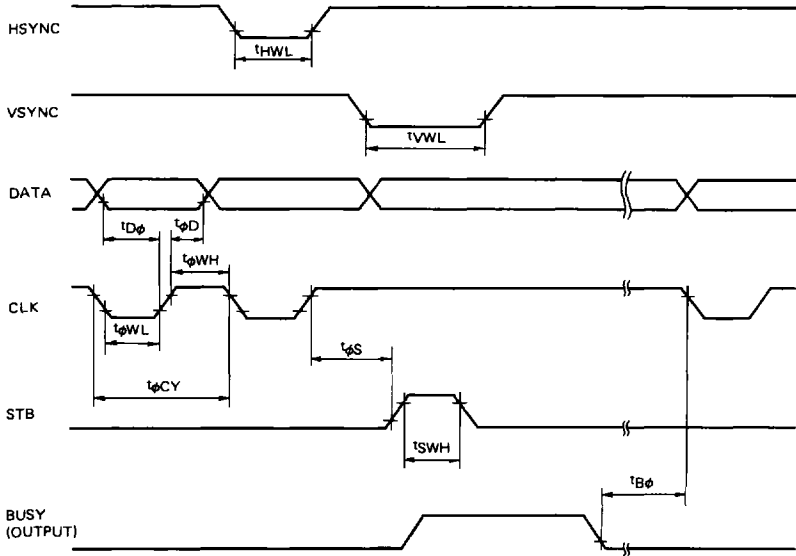 HSYNC
tHWL
VSYNC
tVWL
DATA
tDφ
tφD
tφWH
CLK
tφWL
tφS
tφCY
STB
tSWH
tBφ
BUSY
(OUTPUT)